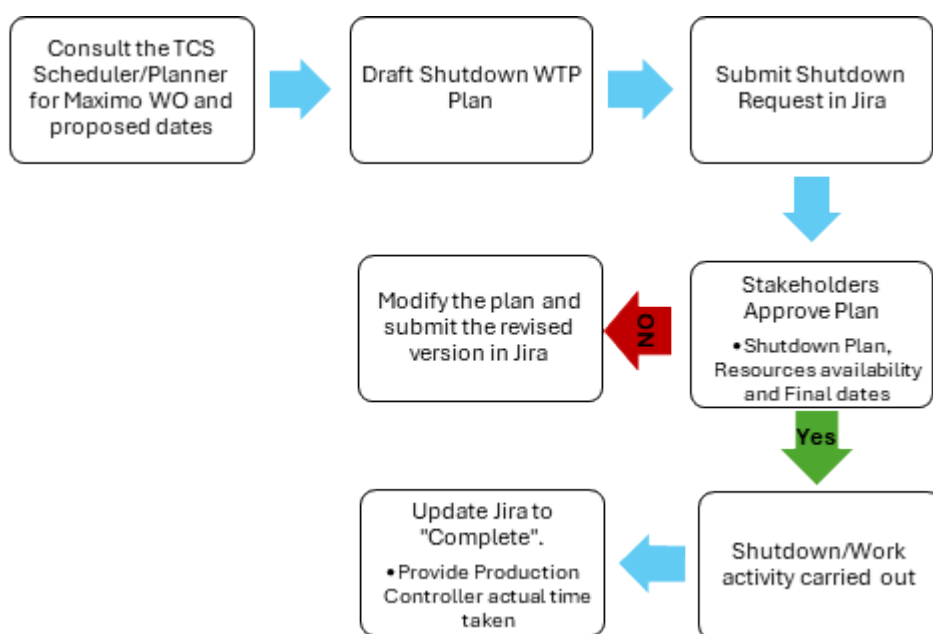 Consult the TCS
Scheduler/Planner
for Maximo WO and
proposed dates
Draft Shutdown WTP
Plan
Submit Shutdown
Request in Jira
Stakeholders
Approve Plan
•Shutdown Plan,
Resources availability
and Final dates
NO
Modify the plan and
submit the revised
version in Jira
Yes
Shutdown/Work
activity carried out
Update Jira to
"Complete".
•Provide Production
Controller actual time
taken